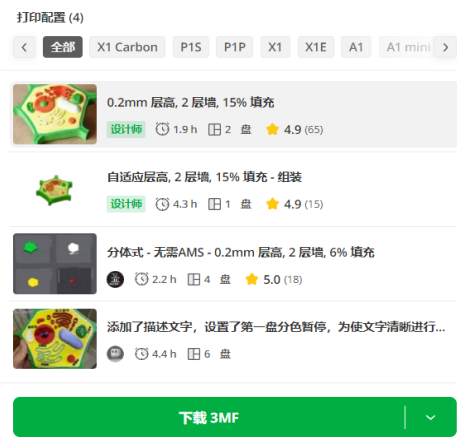 打印配置 (4)
全部 X1 Carbon P1S P1P X1 X1E A1 A1 mini
0.2mm 层高, 2 层墙, 15% 填充
设计师 1.9 h 2 盘 4.9 (65)
自适应层高, 2 层墙, 15% 填充 - 组装
设计师 4.3 h 1 盘 4.9 (15)
分体式 - 无需AMS - 0.2mm 层高, 2 层墙, 6% 填充
2.2 h 4 盘 5.0 (18)
添加了描述文字，设置了第一盘分色暂停，为使文字清晰进行...
4.4 h 6 盘
下载 3MF